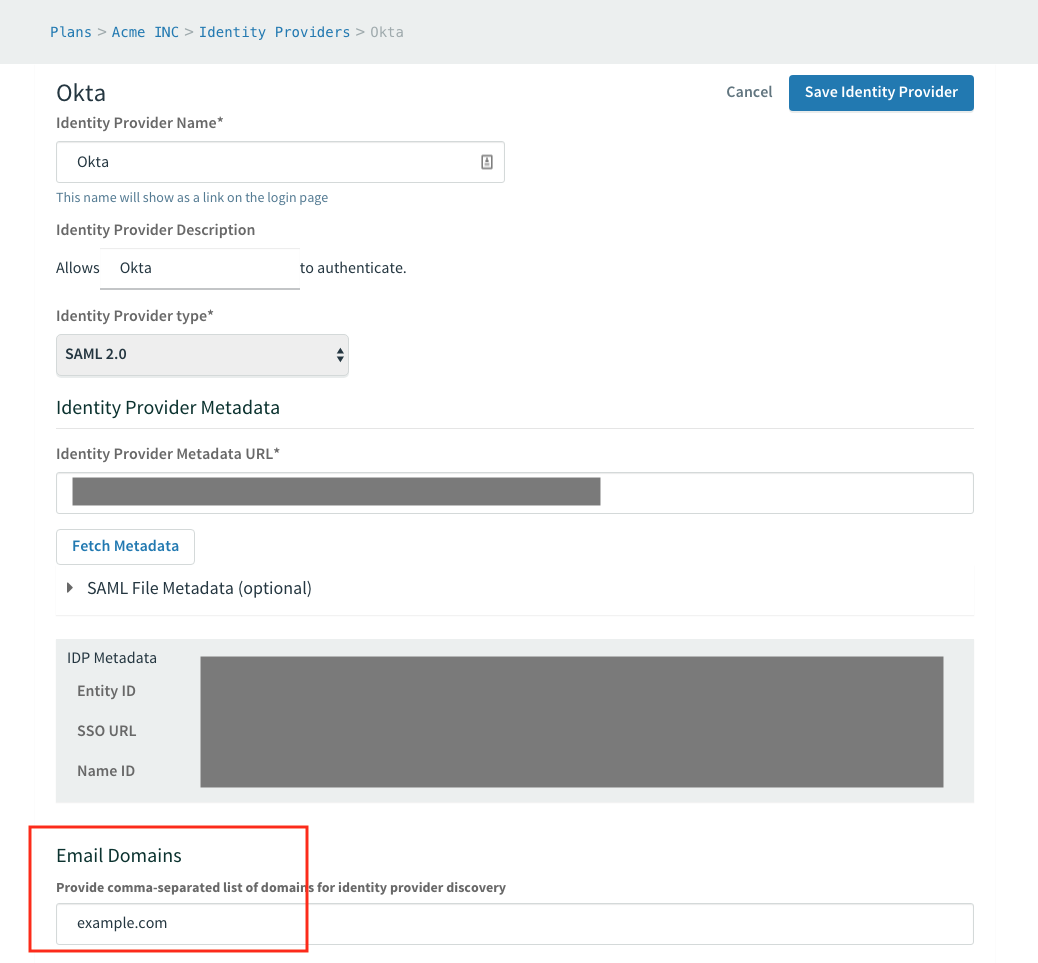 Plans > Acme INC > Identity Providers > Okta
Okta
Cancel
Save Identity Provider
Identity Provider Name*
Okta
This name will show as a link on the login page
Identity Provider Description
Allows Okta to authenticate.
Identity Provider type*
SAML 2.0
Identity Provider Metadata
Identity Provider Metadata URL*
Fetch Metadata
SAML File Metadata (optional)
IDP Metadata
Entity ID
SSO URL
Name ID
Email Domains
Provide comma-separated list of domains for identity provider discovery
example.com